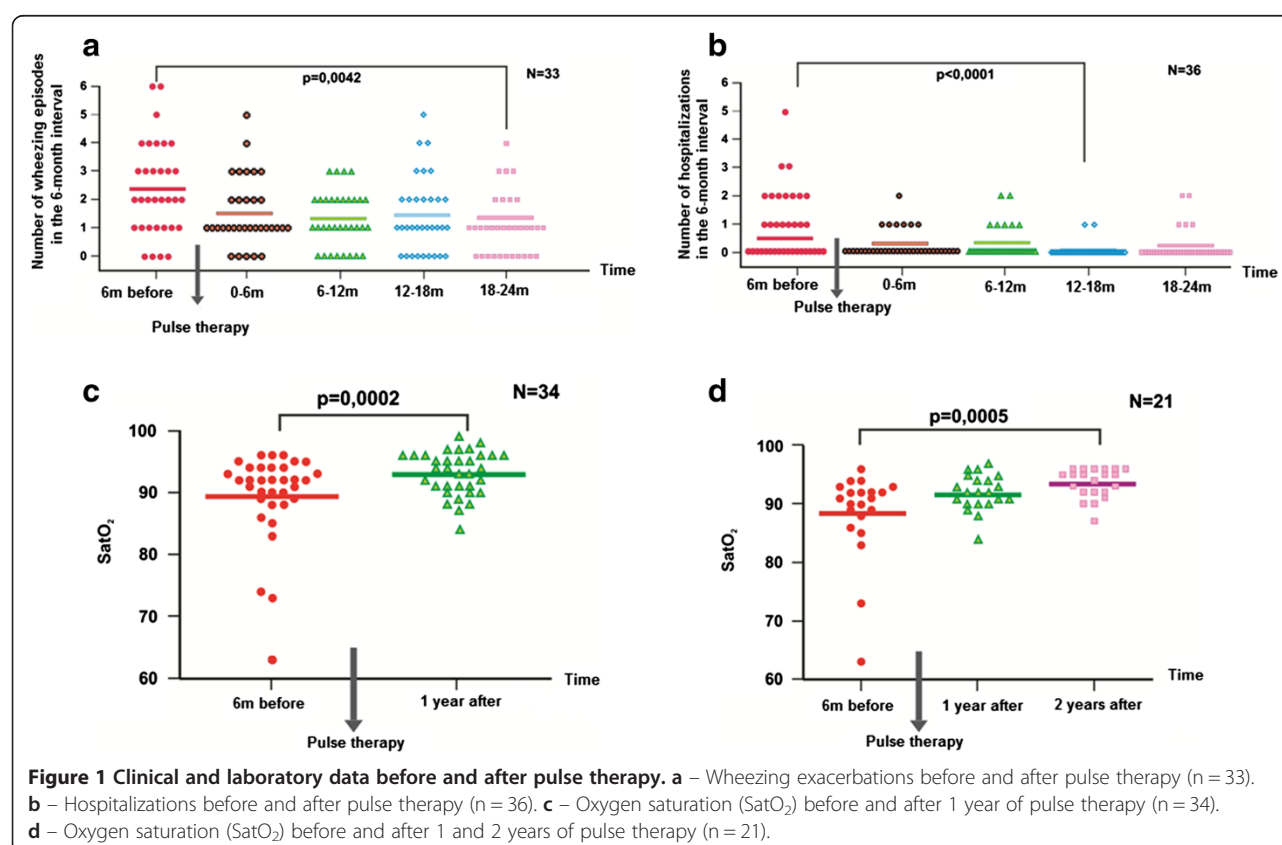 a
p=0,0042
N=33
Number of wheezing episodes
in the 6-month interval
6
5
4
3
2
1
0
Time
6m before
0-6m
6-12m
12-18m
18-24m
Pulse therapy
b
p<0,0001
N=36
Number of hospitalizations
in the 6-month interval
6
5
4
3
2
1
0
Time
6m before
0-6m
6-12m
12-18m
18-24m
Pulse therapy
c
p=0,0002
N=34
SatO₂
100
90
80
70
60
Time
6m before
1 year after
Pulse therapy
d
p=0,0005
N=21
SatO₂
100
90
80
70
60
Time
6m before
1 year after
2 years after
Pulse therapy
Figure 1 Clinical and laboratory data before and after pulse therapy. a – Wheezing exacerbations before and after pulse therapy (n = 33).
b – Hospitalizations before and after pulse therapy (n = 36). c – Oxygen saturation (SatO₂) before and after 1 year of pulse therapy (n = 34).
d – Oxygen saturation (SatO₂) before and after 1 and 2 years of pulse therapy (n = 21).